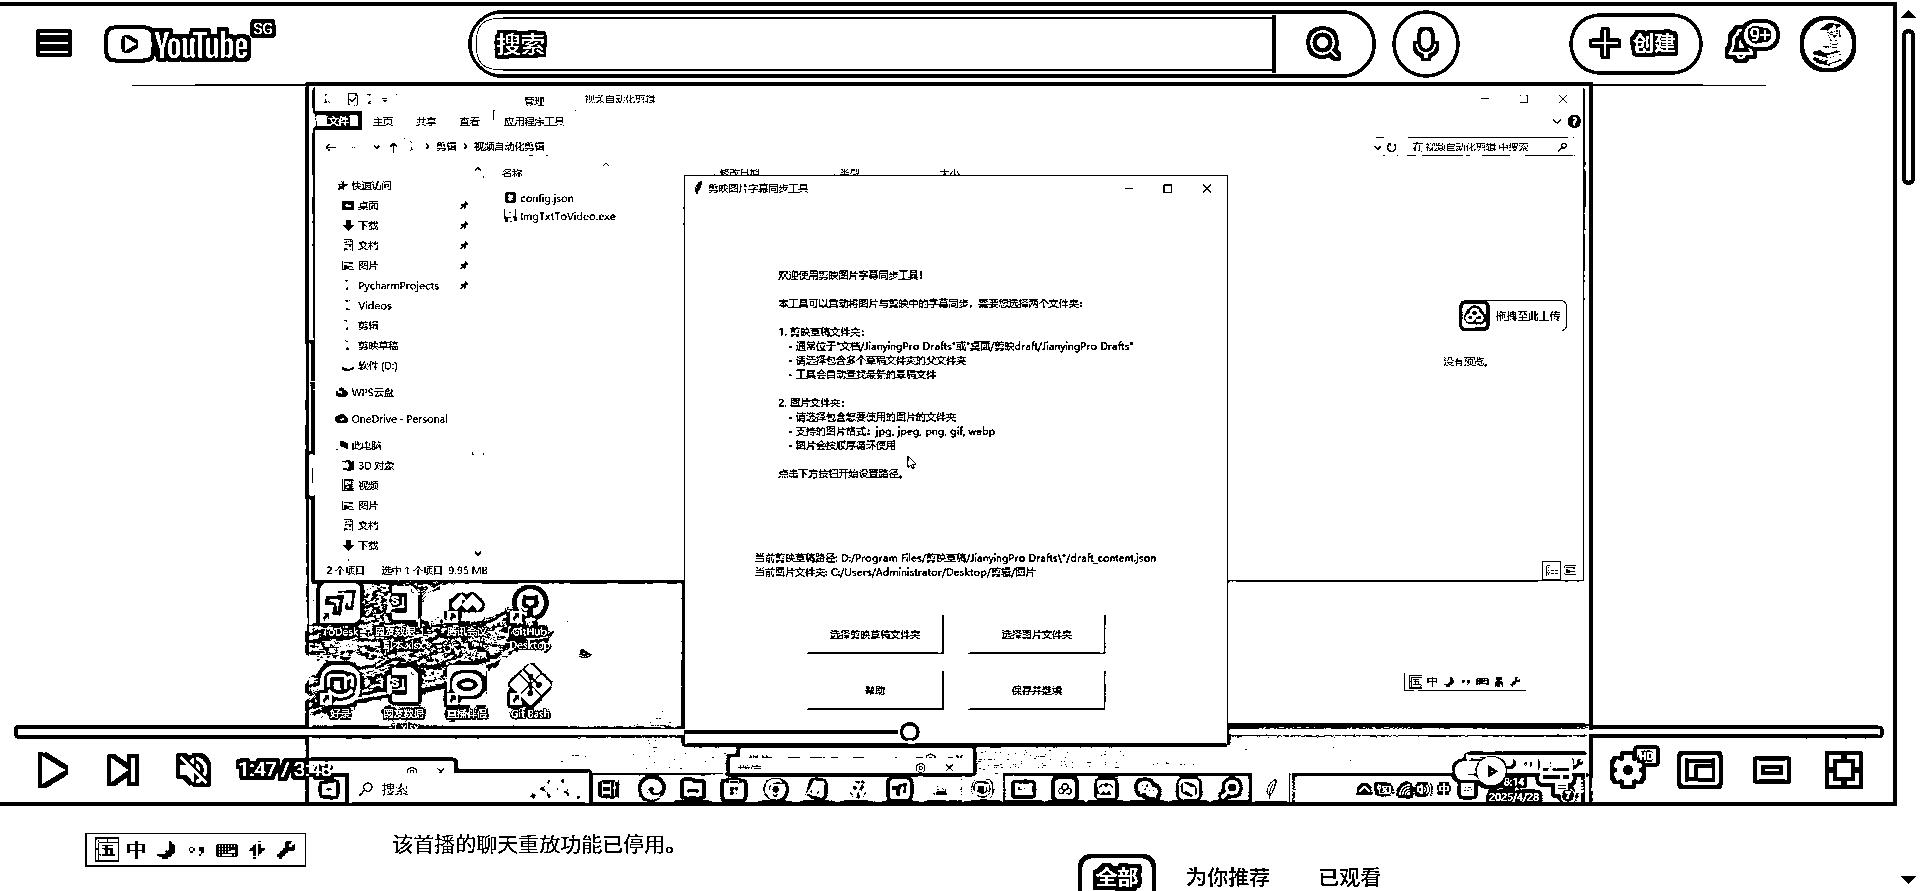 YouTube SG
搜索
创建
9+
管理
视频自动化剪辑
文件
主页
共享
查看
应用程序工具
剪辑 › 视频自动化剪辑
在 视频自动化剪辑 中搜索
名称
修改日期
类型
大小
快速访问
桌面
下载
文档
图片
PycharmProjects
Videos
剪辑
剪映草稿
软件 (D:)
WPS云盘
OneDrive - Personal
此电脑
3D 对象
视频
图片
文档
下载
config.json
ImgTxtToVideo.exe
2 个项目
选中 1 个项目 9.95 MB
拖拽至此上传
没有预览。
剪映图片字幕同步工具
欢迎使用剪映图片字幕同步工具!
本工具可以自动将图片与剪映中的字幕同步，需要您选择两个文件夹:
1. 剪映草稿文件夹:
- 通常位于"文档/JianyingPro Drafts"或"桌面/剪映draft/JianyingPro Drafts"
- 请选择包含多个草稿文件夹的父文件夹
- 工具会自动查找最新的草稿文件
2. 图片文件夹:
- 请选择包含您要使用的图片的文件夹
- 支持的图片格式: jpg, jpeg, png, gif, webp
- 图片会按顺序循环使用
点击下方按钮开始设置路径。
当前剪映草稿路径: D:/Program Files/剪映草稿/JianyingPro Drafts\*/draft_content.json
当前图片文件夹: C:/Users/Administrator/Desktop/剪辑/图片
选择剪映草稿文件夹
选择图片文件夹
帮助
保存并继续
ToDesk
GitHub Desktop
Git Bash
中
1:47 / 3:48
搜索
中
8:14
2025/4/28
中
该首播的聊天重放功能已停用。
全部
为你推荐
已观看